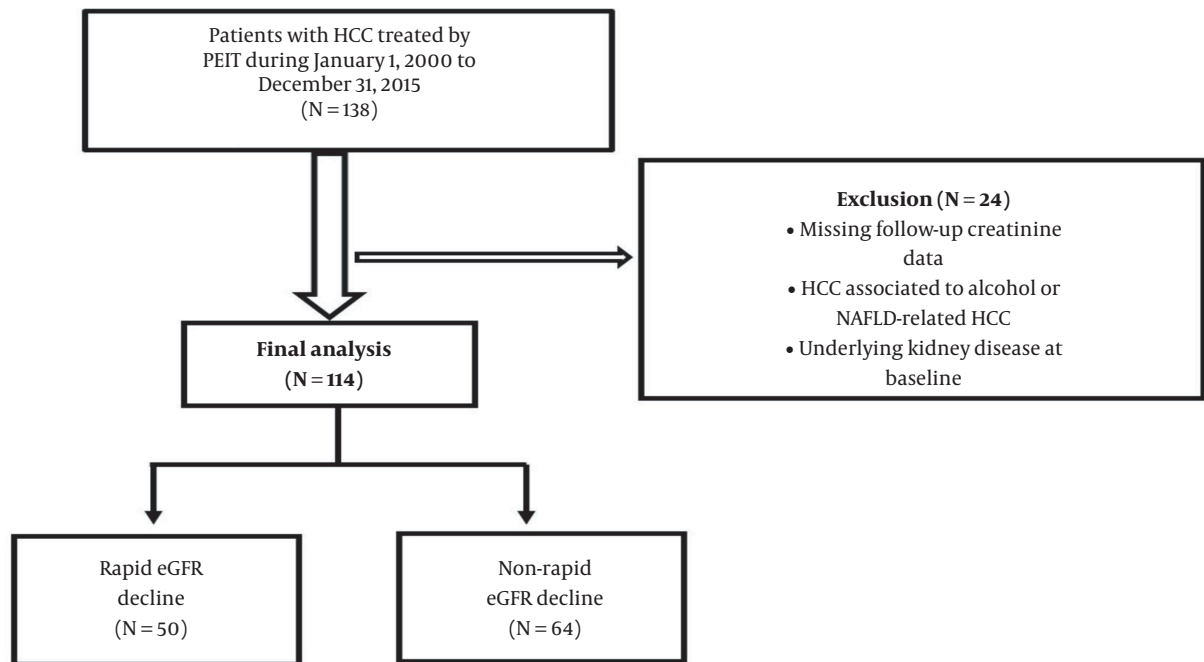 Patients with HCC treated by
PEIT during January 1, 2000 to
December 31, 2015
(N = 138)
Exclusion (N = 24)
• Missing follow-up creatinine
data
• HCC associated to alcohol or
NAFLD-related HCC
• Underlying kidney disease at
baseline
Final analysis
(N = 114)
Rapid eGFR
decline
(N = 50)
Non-rapid
eGFR decline
(N = 64)